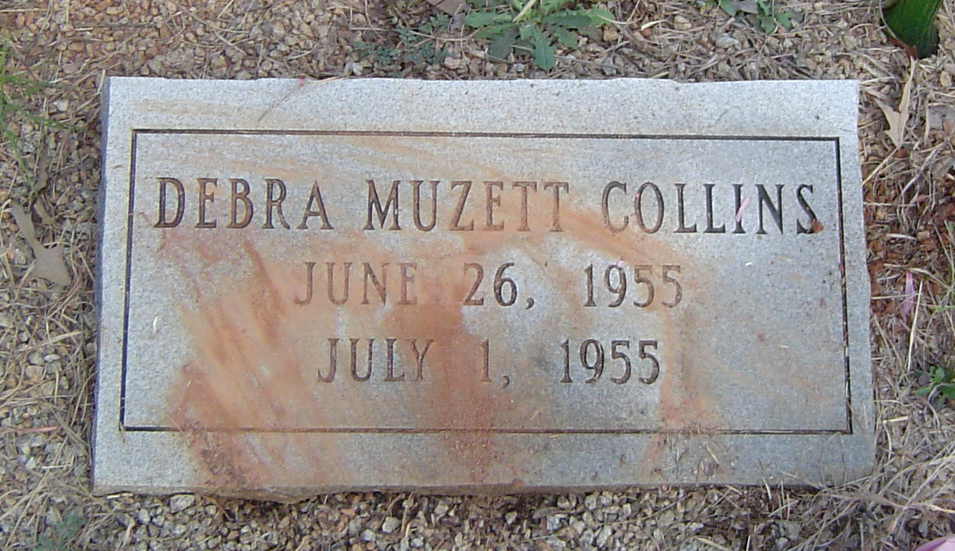 DEBRA MUZETT COLLINS
JUNE 26, 1955
JULY 1, 1955